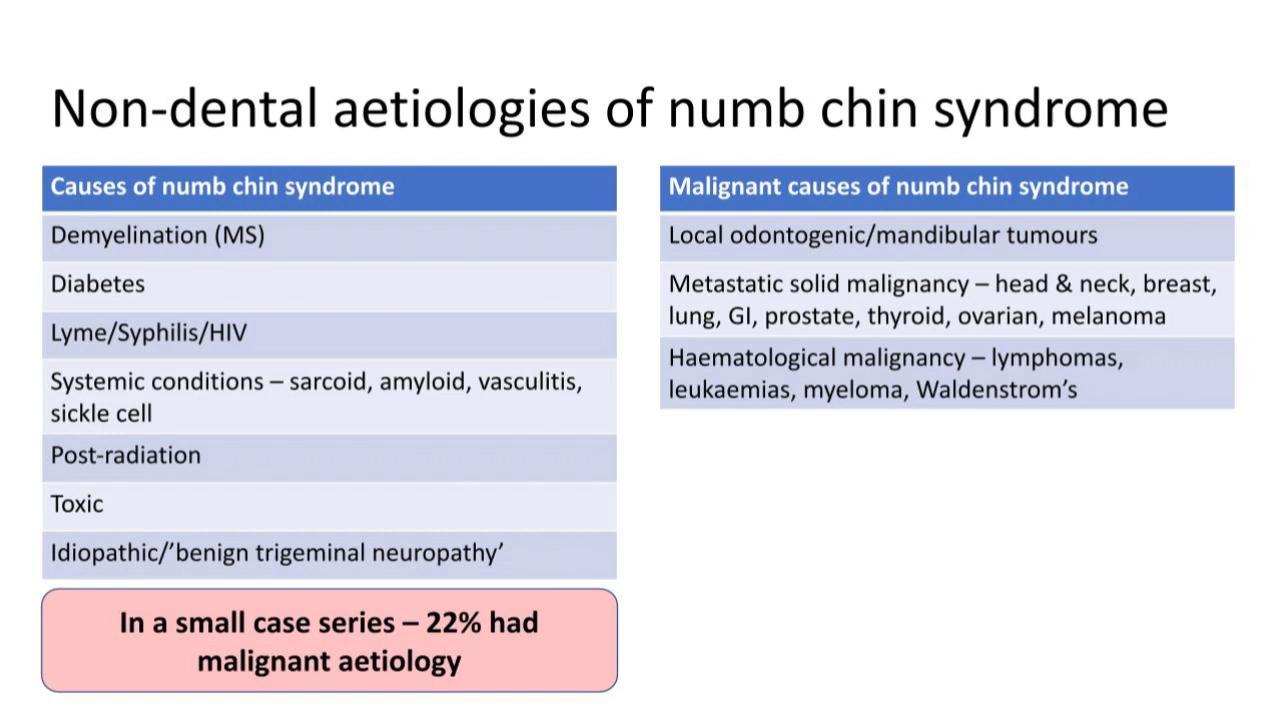 Non-dental aetiologies of numb chin syndrome
Causes of numb chin syndrome
Demyelination (MS)
Diabetes
Lyme/Syphilis/HIV
Systemic conditions – sarcoid, amyloid, vasculitis,
sickle cell
Post-radiation
Toxic
Idiopathic/’benign trigeminal neuropathy’
In a small case series – 22% had
malignant aetiology
Malignant causes of numb chin syndrome
Local odontogenic/mandibular tumours
Metastatic solid malignancy – head & neck, breast,
lung, GI, prostate, thyroid, ovarian, melanoma
Haematological malignancy – lymphomas,
leukaemias, myeloma, Waldenstrom’s